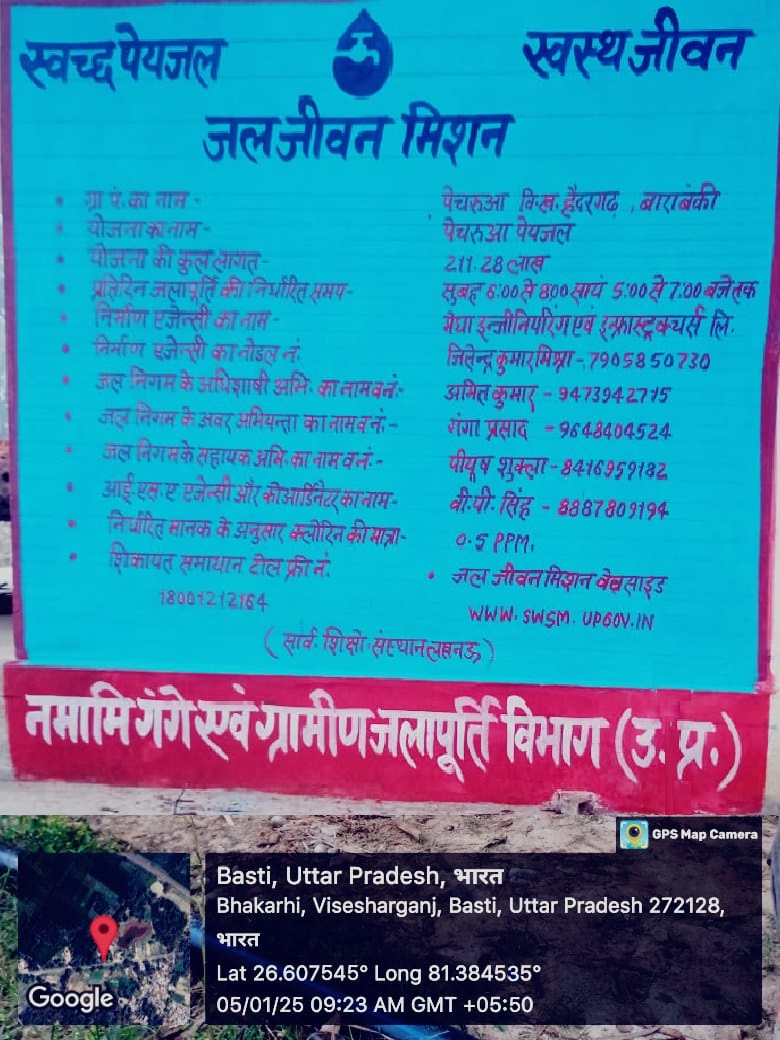 स्वच्छ पेयजल
स्वस्थ जीवन
जल जीवन मिशन
• ग्रा पं. का नाम - पेचरुआ वि.ख. हैदरगढ़, बाराबंकी
• योजना का नाम - पेचरुआ पेयजल
• योजना की कुल लागत - 211.28 लाख
• प्रतिदिन जलापूर्ति की निर्धारित समय - सुबह 6:00 से 8:00 सायं 5:00 से 7:00 बजे तक
• निर्माण एजेन्सी का नाम - मेघा इन्जीनियरिंग एवं इन्फ्रास्ट्रक्चर्स लि.
• निर्माण एजेन्सी का नोडल नं. जितेन्द्र कुमार मिश्रा - 7905850730
• जल निगम के अधिशाषी अभि. का नाम व नं. - अमित कुमार - 9473942775
• जल निगम के अवर अभियन्ता का नाम व नं. - गंगा प्रसाद - 9648404524
• जल निगम के सहायक अभि. का नाम व नं. - पीयूष शुक्ला - 8416959182
• आई एस. ए एजेन्सी और कोआर्डिनेटर का नाम - वी.पी. सिंह - 8887809194
• निर्धारित मानक के अनुसार क्लोरिन की मात्रा - 0.5 PPM.
• शिकायत समाधान टोल फ्री नं. • जल जीवन मिशन वेबसाइड
18001212164 WWW. SWSM. UPGOV.IN
( सार्व. शिक्षो. संस्थान लखनऊ )
नमामि गंगे एवं ग्रामीण जलापूर्ति विभाग (उ. प्र.)
GPS Map Camera
Basti, Uttar Pradesh, भारत
Bhakarhi, Visesharganj, Basti, Uttar Pradesh 272128,
भारत
Lat 26.607545° Long 81.384535°
05/01/25 09:23 AM GMT +05:50
Google